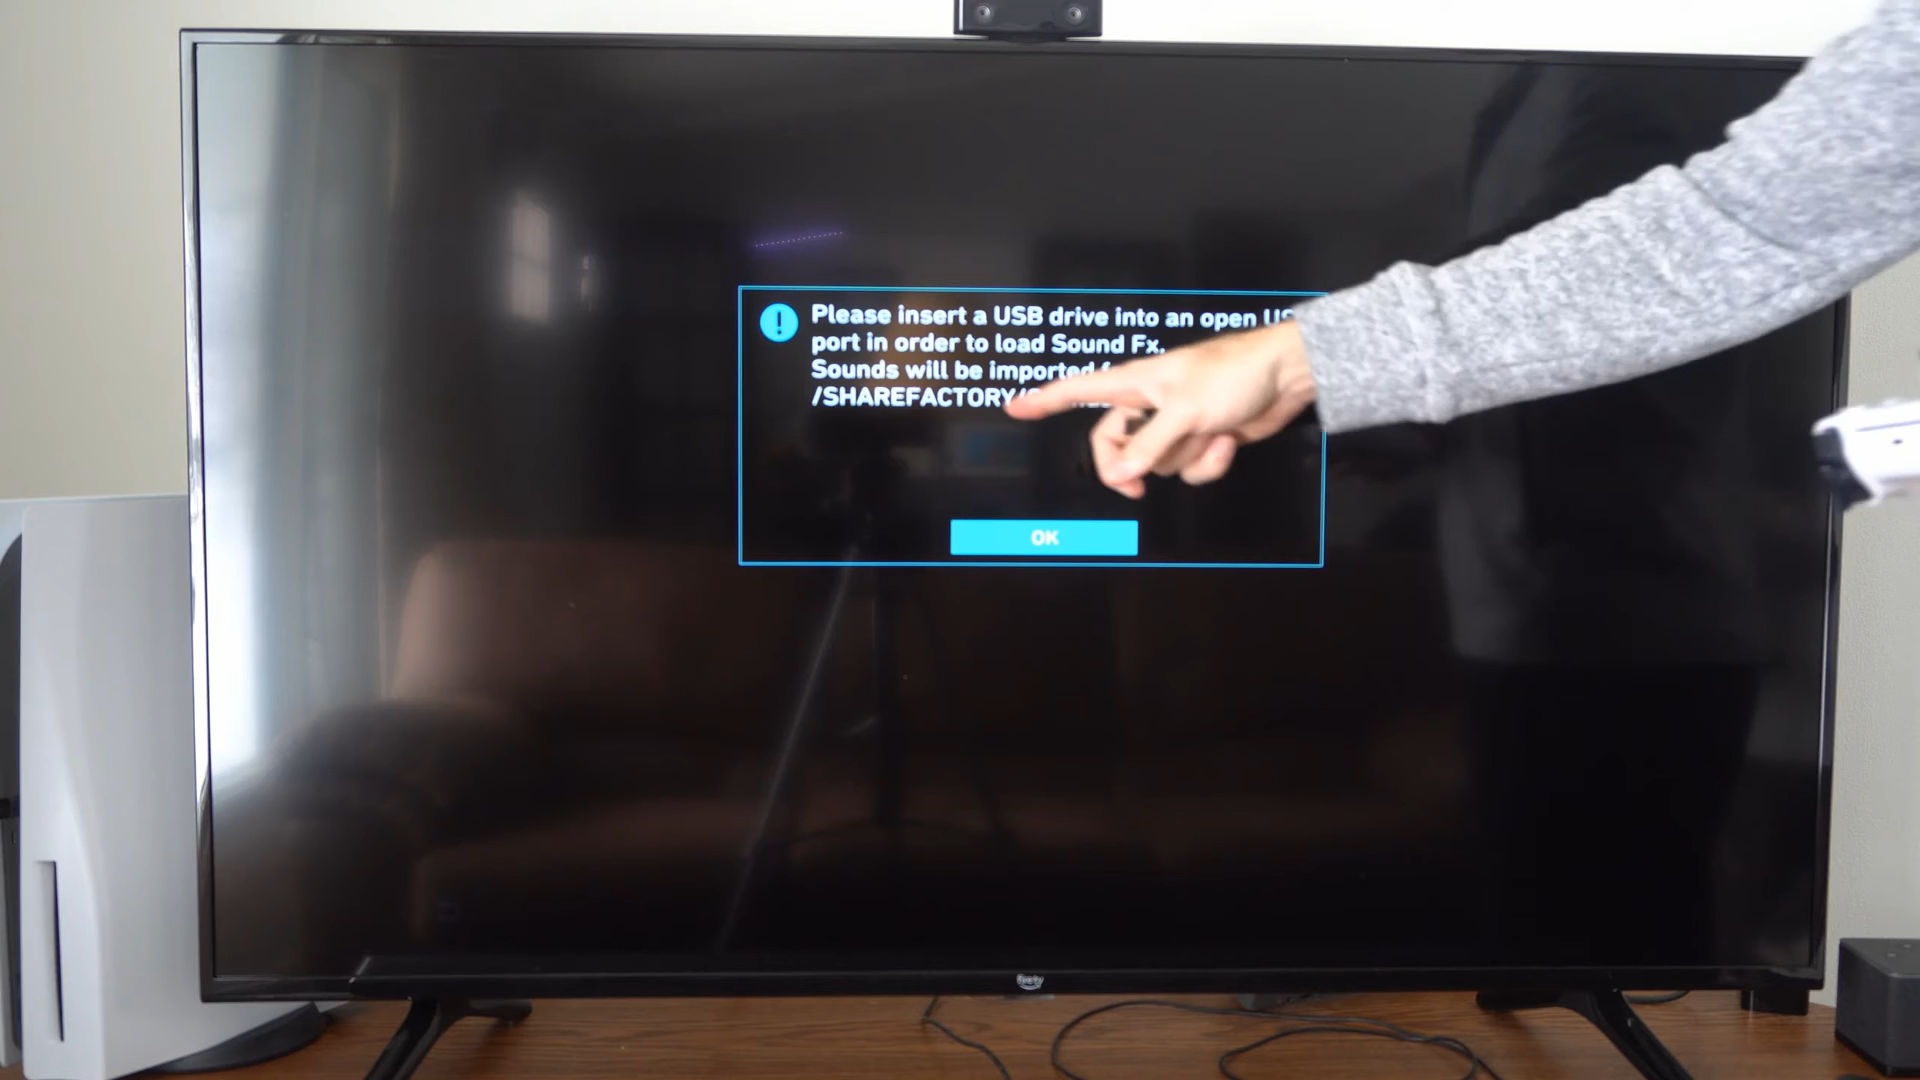 Please insert a USB drive into an open
port in order to load Sound Fx.
Sounds will be imported
/SHAREFACTORY/
OK